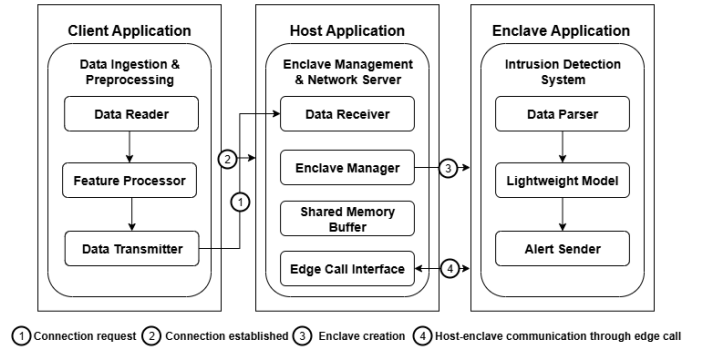 Client Application
Data Ingestion &
Preprocessing
Data Reader
Feature Processor
Data Transmitter
2
1
Host Application
Enclave Management
& Network Server
Data Receiver
Enclave Manager
Shared Memory
Buffer
Edge Call Interface
3
4
Enclave Application
Intrusion Detection
System
Data Parser
Lightweight Model
Alert Sender
1 Connection request 2 Connection established 3 Enclave creation 4 Host-enclave communication through edge call